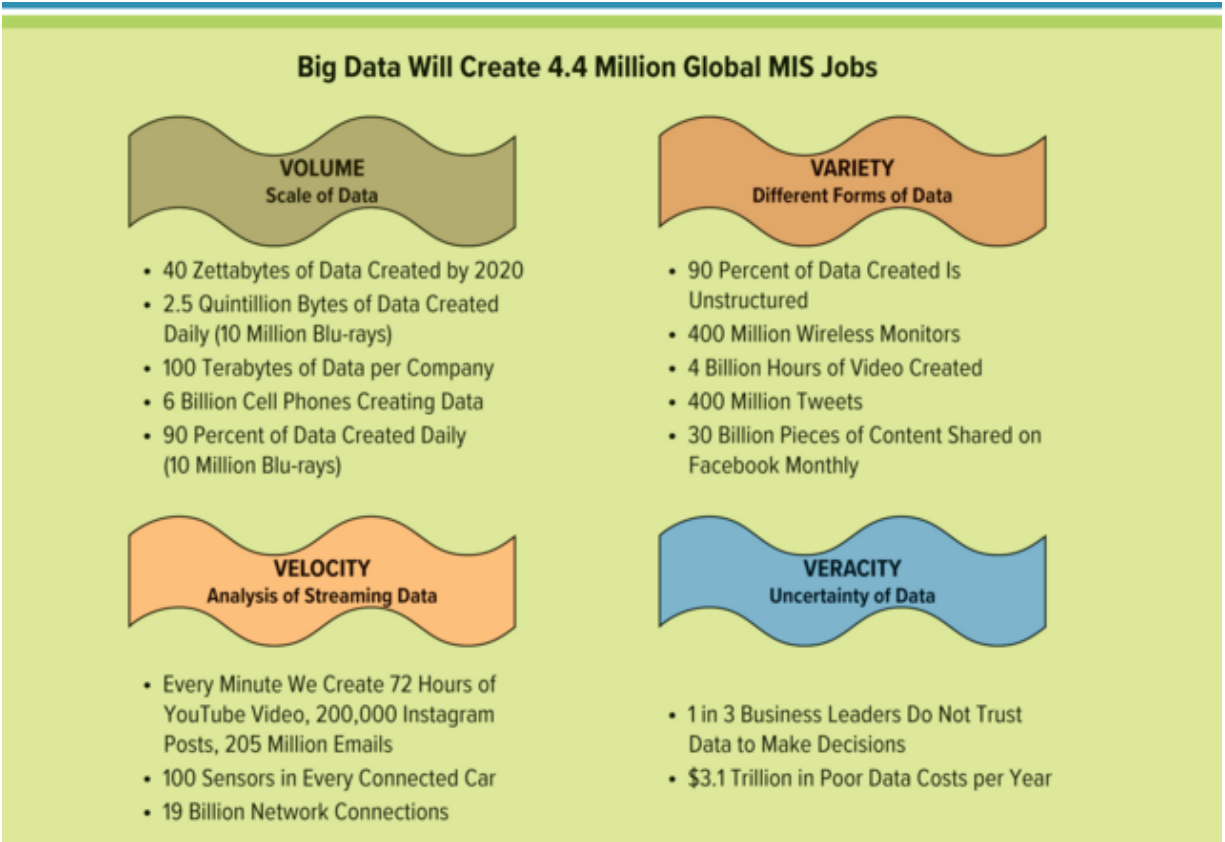 Big Data Will Create 4.4 Million Global MIS Jobs
VOLUME
Scale of Data
• 40 Zettabytes of Data Created by 2020
• 2.5 Quintillion Bytes of Data Created
Daily (10 Million Blu-rays)
• 100 Terabytes of Data per Company
• 6 Billion Cell Phones Creating Data
• 90 Percent of Data Created Daily
(10 Million Blu-rays)
VARIETY
Different Forms of Data
• 90 Percent of Data Created Is
Unstructured
• 400 Million Wireless Monitors
• 4 Billion Hours of Video Created
• 400 Million Tweets
• 30 Billion Pieces of Content Shared on
Facebook Monthly
VELOCITY
Analysis of Streaming Data
• Every Minute We Create 72 Hours of
YouTube Video, 200,000 Instagram
Posts, 205 Million Emails
• 100 Sensors in Every Connected Car
• 19 Billion Network Connections
VERACITY
Uncertainty of Data
• 1 in 3 Business Leaders Do Not Trust
Data to Make Decisions
• $3.1 Trillion in Poor Data Costs per Year